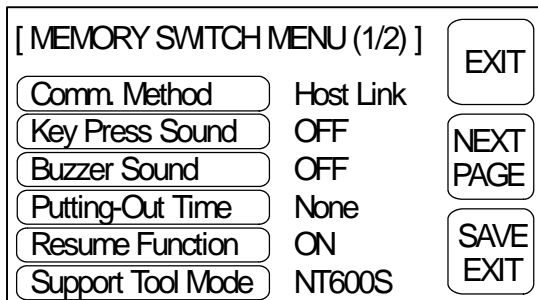 [ MEMORY SWITCH MENU (1/2) ]
EXIT
Comm. Method Host Link
Key Press Sound OFF
NEXT
PAGE
Buzzer Sound OFF
Putting-Out Time None
Resume Function ON
SAVE
EXIT
Support Tool Mode NT600S